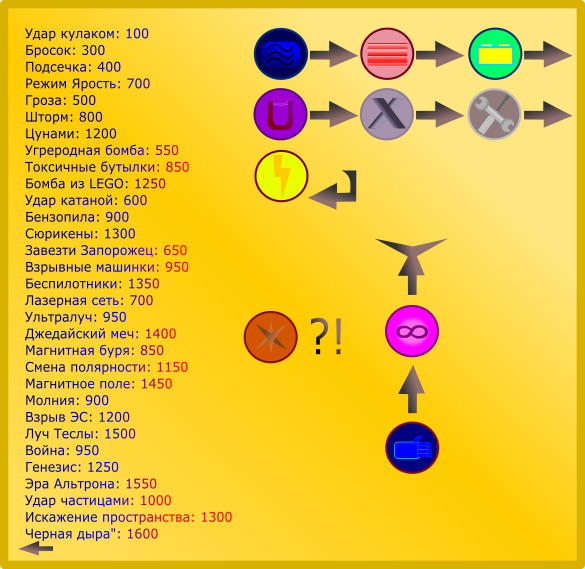 Удар кулаком: 100
Бросок: 300
Подсечка: 400
Режим Ярость: 700
Гроза: 500
Шторм: 800
Цунами: 1200
Угреродная бомба: 550
Токсичные бутылки: 850
Бомба из LEGO: 1250
Удар катаной: 600
Бензопила: 900
Сюрикены: 1300
Завезти Запорожец: 650
Взрывные машинки: 950
Беспилотники: 1350
Лазерная сеть: 700
Ультралуч: 950
Джедайский меч: 1400
Магнитная буря: 850
Смена полярности: 1150
Магнитное поле: 1450
Молния: 900
Взрыв ЭС: 1200
Луч Теслы: 1500
Война: 950
Генезис: 1250
Эра Альтрона: 1550
Удар частицами: 1000
Искажение пространства: 1300
Черная дыра": 1600
X
?!